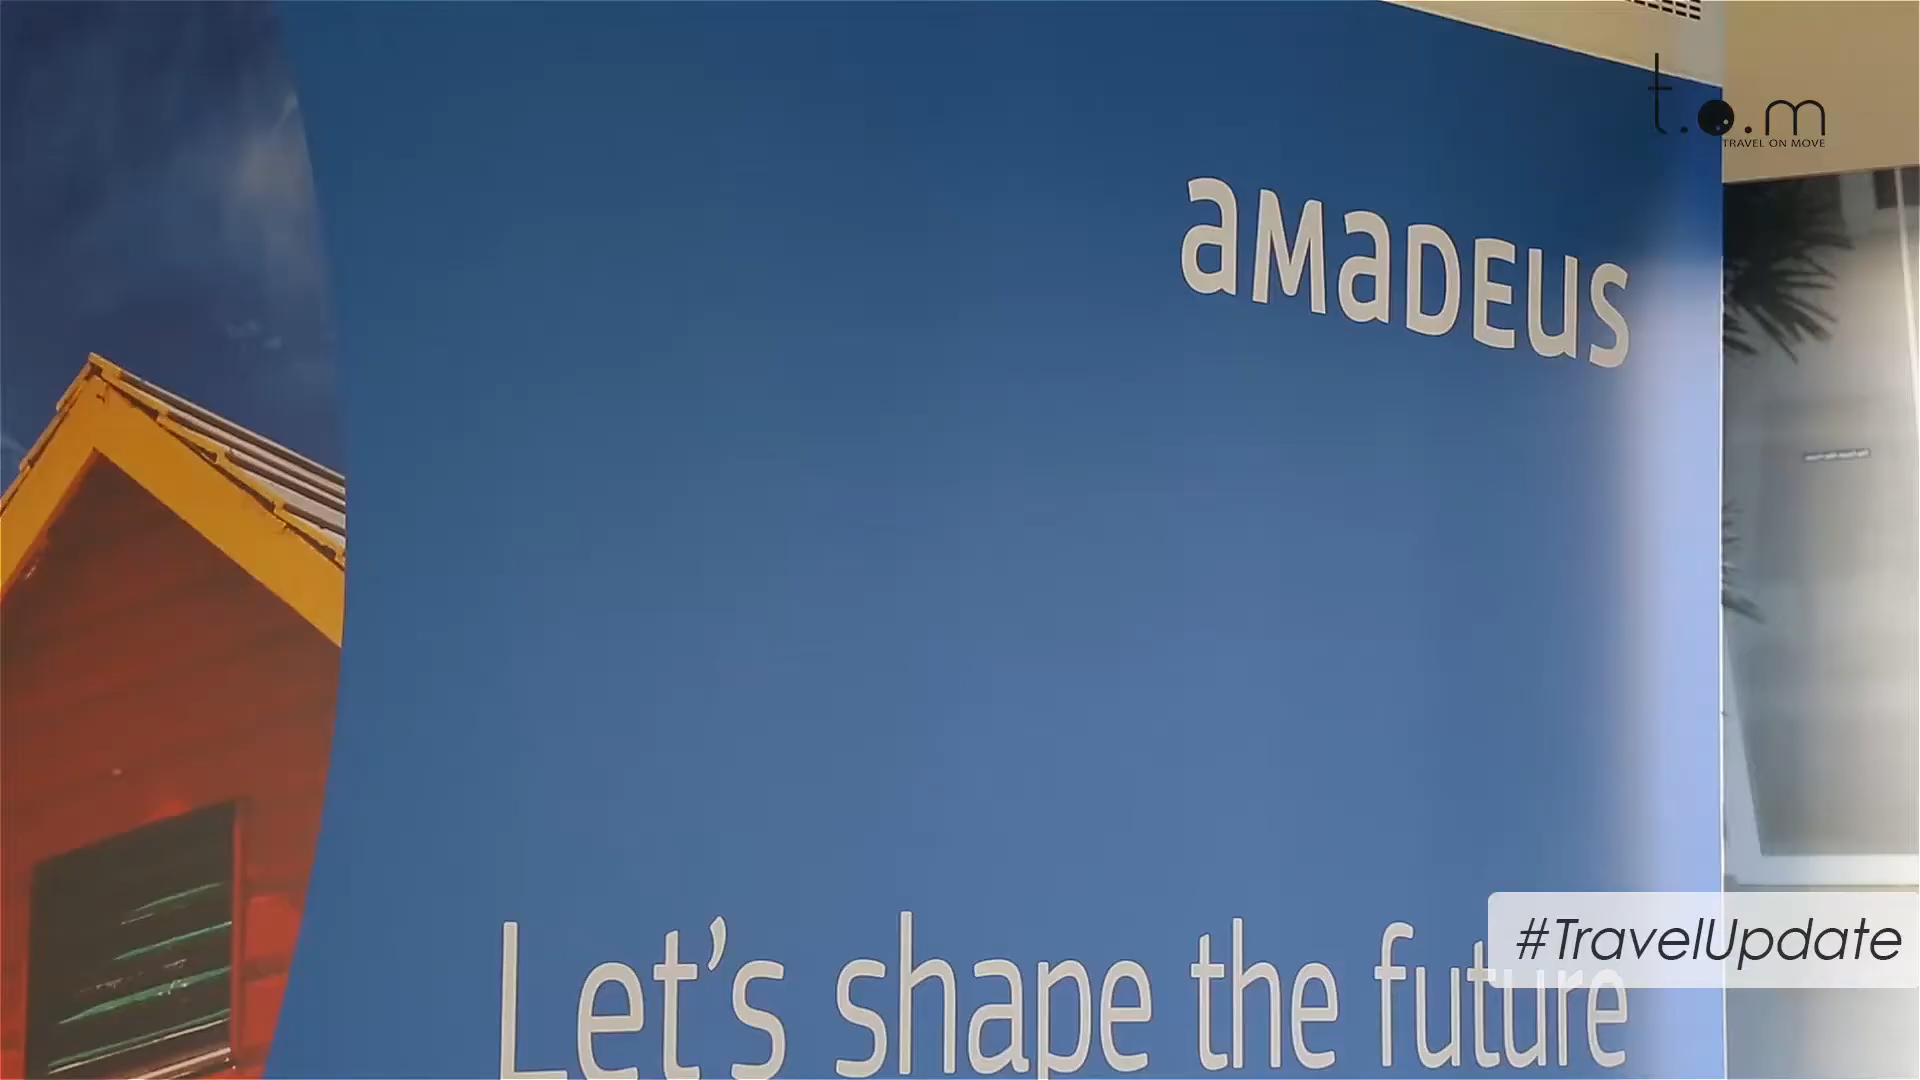 t.o.m
TRAVEL ON MOVE
amadeus
Let's shape the future
#TravelUpdate